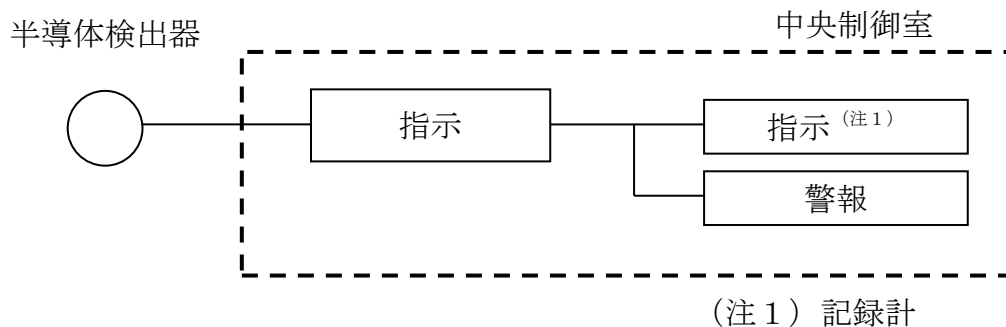 半導体検出器
中央制御室
指示
指示(注1)
警報
(注1)記録計